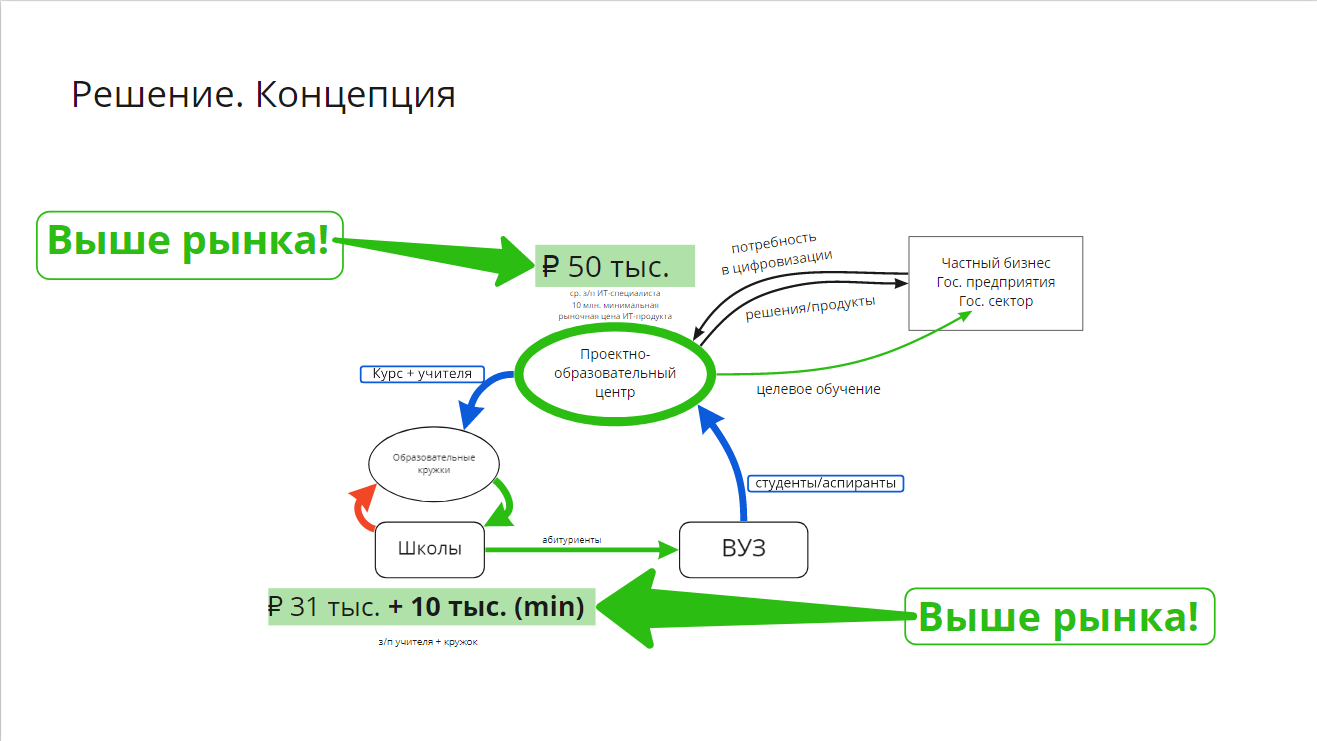 Решение. Концепция
Выше рынка!
₽ 50 тыс.
ср. з/п ИТ-специалиста
10 млн. минимальная
рыночная цена ИТ-продукта
потребность
в цифровизации
решения/продукты
Частный бизнес
Гос. предприятия
Гос. сектор
Проектно-
образовательный
центр
целевое обучение
Курс + учителя
Образовательные
кружки
студенты/аспиранты
Школы
абитуриенты
ВУЗ
₽ 31 тыс. + 10 тыс. (min)
з/п учителя + кружок
Выше рынка!